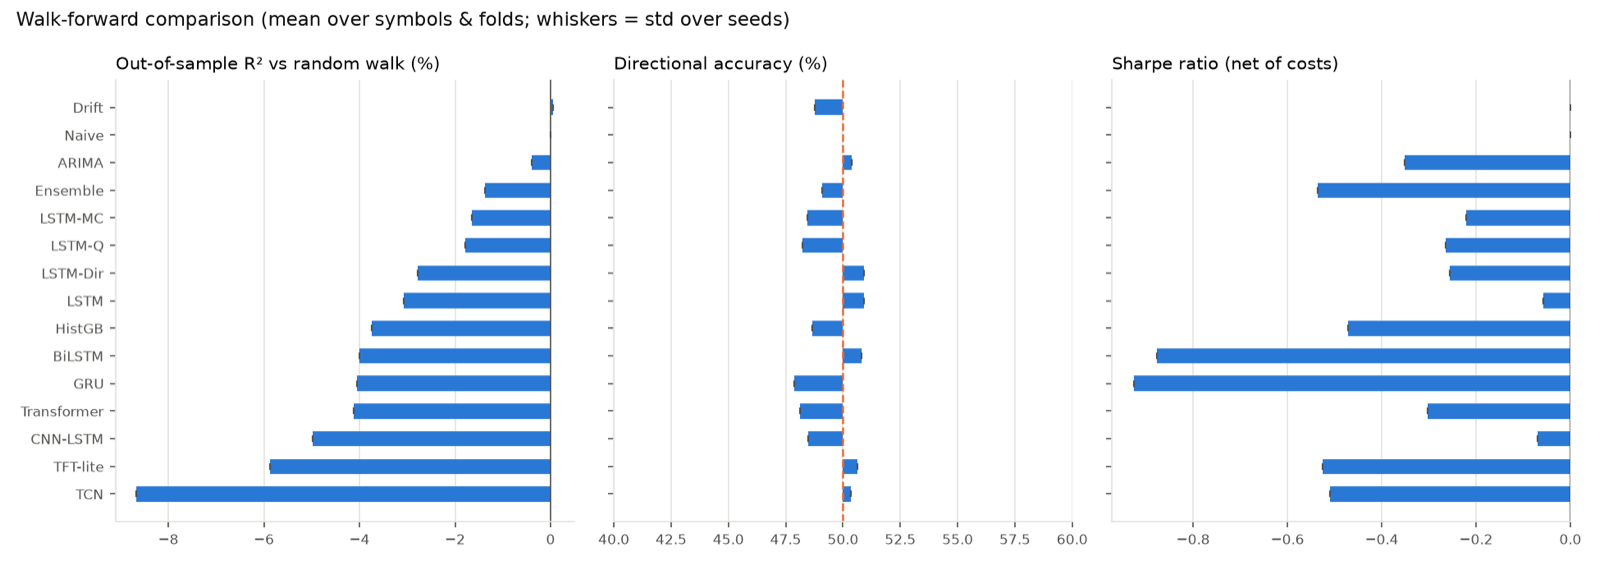 Walk-forward comparison (mean over symbols & folds; whiskers = std over seeds)
Out-of-sample R² vs random walk (%)
Directional accuracy (%)
Sharpe ratio (net of costs)
Drift
Naive
ARIMA
Ensemble
LSTM-MC
LSTM-Q
LSTM-Dir
LSTM
HistGB
BiLSTM
GRU
Transformer
CNN-LSTM
TFT-lite
TCN
−8 −6 −4 −2 0
40.0 42.5 45.0 47.5 50.0 52.5 55.0 57.5 60.0
−0.8 −0.6 −0.4 −0.2 0.0